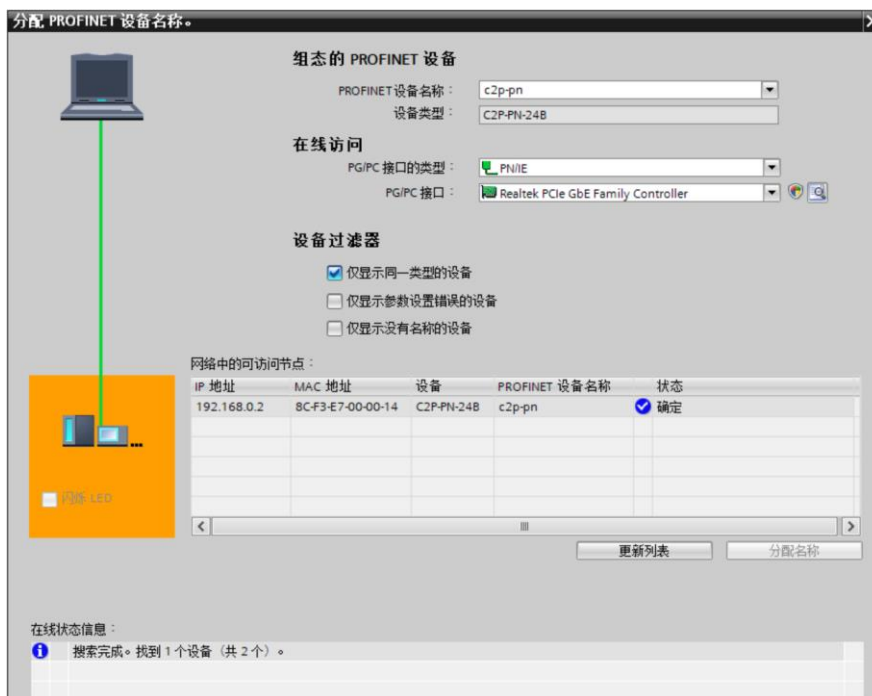 分配 PROFINET 设备名称。
组态的 PROFINET 设备
PROFINET设备名称： c2p-pn
设备类型： C2P-PN-24B
在线访问
PG/PC 接口的类型： PN/IE
PG/PC 接口： Realtek PCIe GbE Family Controller
设备过滤器
仅显示同一类型的设备
仅显示参数设置错误的设备
仅显示没有名称的设备
网络中的可访问节点：
IP 地址 MAC 地址 设备 PROFINET 设备名称 状态
192.168.0.2 8C-F3-E7-00-00-14 C2P-PN-24B c2p-pn 确定
闪烁 LED
更新列表 分配名称
在线状态信息：
搜索完成。找到 1 个设备（共 2 个）。